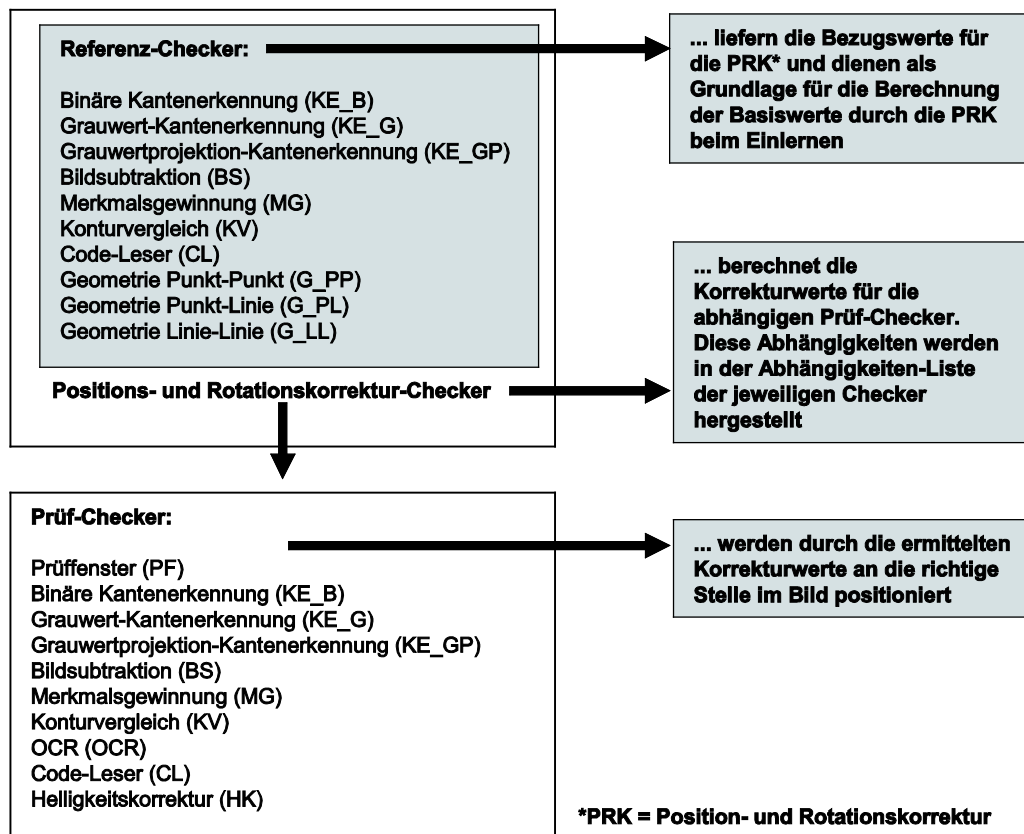 Referenz-Checker:
Binäre Kantenerkennung (KE_B)
Grauwert-Kantenerkennung (KE_G)
Grauwertprojektion-Kantenerkennung (KE_GP)
Bildsubtraktion (BS)
Merkmalsgewinnung (MG)
Konturvergleich (KV)
Code-Leser (CL)
Geometrie Punkt-Punkt (G_PP)
Geometrie Punkt-Linie (G_PL)
Geometrie Linie-Linie (G_LL)
... liefern die Bezugswerte für
die PRK* und dienen als
Grundlage für die Berechnung
der Basiswerte durch die PRK
beim Einlernen
Positions- und Rotationskorrektur-Checker
... berechnet die
Korrekturwerte für die
abhängigen Prüf-Checker.
Diese Abhängigkeiten werden
in der Abhängigkeiten-Liste
der jeweiligen Checker
hergestellt
Prüf-Checker:
Prüffenster (PF)
Binäre Kantenerkennung (KE_B)
Grauwert-Kantenerkennung (KE_G)
Grauwertprojektion-Kantenerkennung (KE_GP)
Bildsubtraktion (BS)
Merkmalsgewinnung (MG)
Konturvergleich (KV)
OCR (OCR)
Code-Leser (CL)
Helligkeitskorrektur (HK)
... werden durch die ermittelten
Korrekturwerte an die richtige
Stelle im Bild positioniert
*PRK = Position- und Rotationskorrektur